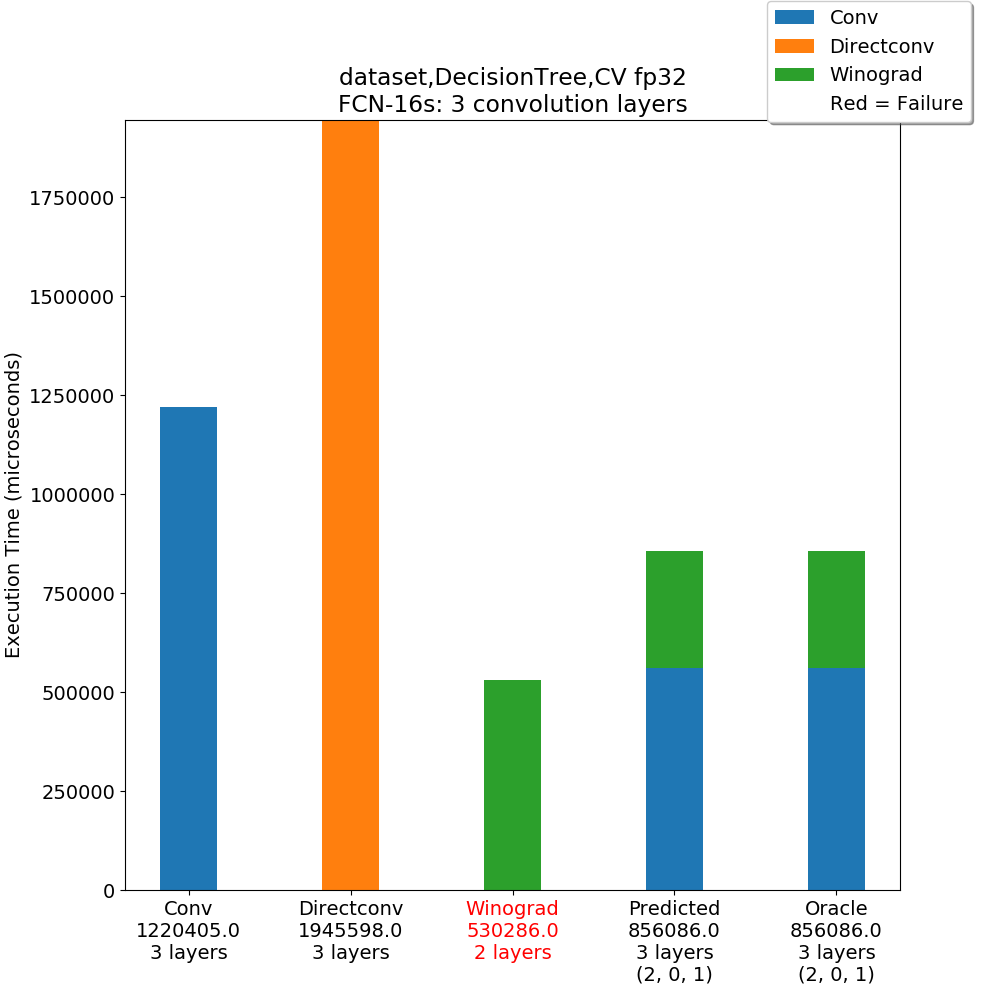 Conv
Directconv
Winograd
Red = Failure
dataset,DecisionTree,CV fp32
FCN-16s: 3 convolution layers
Execution Time (microseconds)
1750000
1500000
1250000
1000000
750000
500000
250000
0
Conv
1220405.0
3 layers
Directconv
1945598.0
3 layers
Winograd
530286.0
2 layers
Predicted
856086.0
3 layers
(2, 0, 1)
Oracle
856086.0
3 layers
(2, 0, 1)